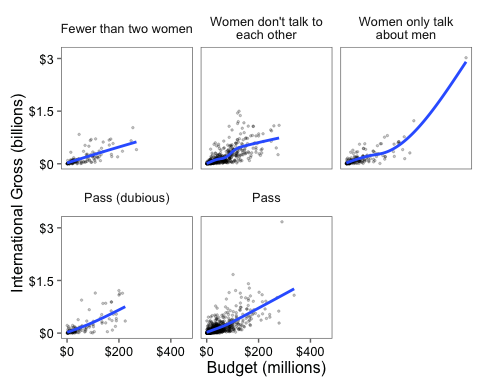 Fewer than two women
Women don't talk to
each other
Women only talk
about men
$3
$1.5
$0
International Gross (billions)
Pass (dubious)
Pass
$3
$1.5
$0
$0
$200
$400
$0
$200
$400
Budget (millions)